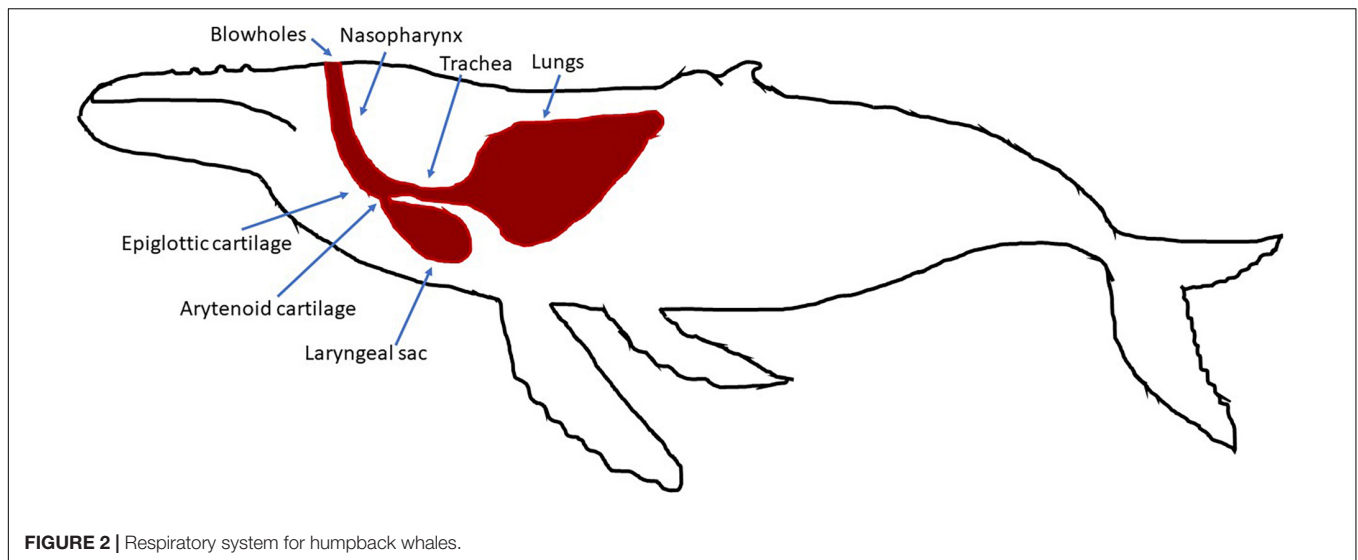 Blowholes
Nasopharynx
Trachea
Lungs
Epiglottic cartilage
Arytenoid cartilage
Laryngeal sac
FIGURE 2 | Respiratory system for humpback whales.